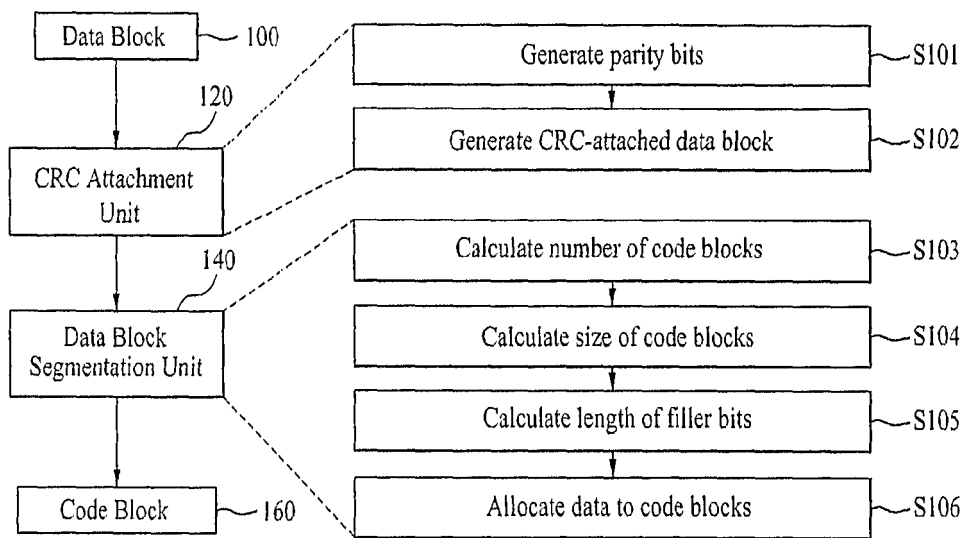 Data Block
100
120
CRC Attachment
Unit
140
Data Block
Segmentation Unit
Code Block
160
Generate parity bits
S101
Generate CRC-attached data block
S102
Calculate number of code blocks
S103
Calculate size of code blocks
S104
Calculate length of filler bits
S105
Allocate data to code blocks
S106